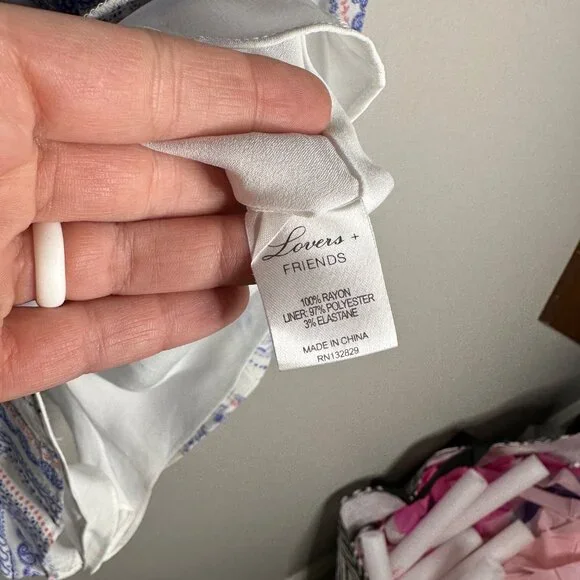 Lovers +
FRIENDS
100% RAYON
LINER: 97% POLYESTER
3% ELASTANE
MADE IN CHINA
RN132829